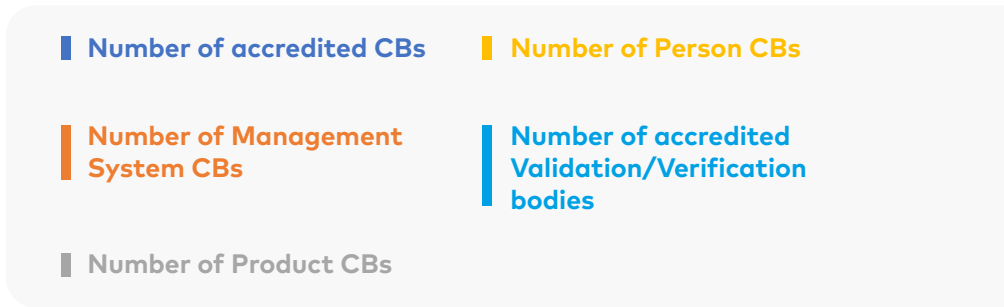 Number of accredited CBs
Number of Person CBs
Number of Management
System CBs
Number of accredited
Validation/Verification
bodies
Number of Product CBs